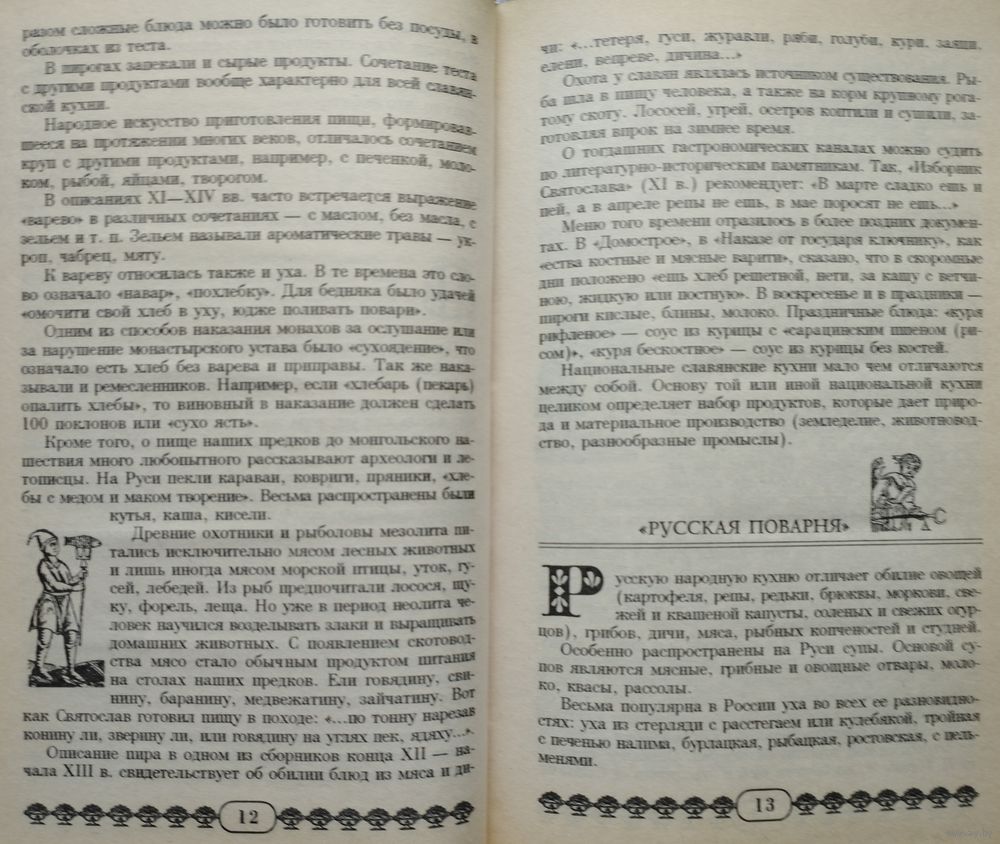 разом сложные блюда можно было готовить без посуды, в
оболочках из теста.
В пирогах запекали и сырые продукты. Сочетание теста
с другими продуктами вообще характерно для всей славян-
ской кухни.
Народное искусство приготовления пищи, формировав-
шееся на протяжении многих веков, отличалось сочетанием
круп с другими продуктами, например, с печенкой, моло-
ком, рыбой, яйцами, творогом.
В описаниях XI—XIV вв. часто встречается выражение
«варево» в различных сочетаниях — с маслом, без масла, с
зельем и т. п. Зельем называли ароматические травы — ук-
роп, чабрец, мяту.
К вареву относилась также и уха. В те времена это сло-
во означало «навар», «похлебку». Для бедняка было удачей
«омочити свой хлеб в уху, юдже поливать повари».
Одним из способов наказания монахов за ослушание или
за нарушение монастырского устава было «сухоядение», что
означало есть хлеб без варева и приправы. Так же нака-
зывали и ремесленников. Например, если «хлебарь (пекарь)
опалить хлебы», то виновный в наказание должен сделать
100 поклонов или «сухо ясть».
Кроме того, о пище наших предков до монгольского на-
шествия много любопытного рассказывают археологи и ле-
тописцы. На Руси пекли караваи, ковриги, пряники, «хле-
бы с медом и маком творение». Весьма распространены были
кутья, каша, кисели.
Древние охотники и рыболовы мезолита пи-
тались исключительно мясом лесных животных
и лишь иногда мясом морской птицы, уток, гу-
сей, лебедей. Из рыб предпочитали лосося, щу-
ку, форель, леща. Но уже в период неолита че-
ловек научился возделывать злаки и выращивать
домашних животных. С появлением скотовод-
ства мясо стало обычным продуктом питания
на столах наших предков. Ели говядину, сви-
нину, баранину, медвежатину, зайчатину. Вот
как Святослав готовил пищу в походе: «...по тонну нарезав
конину ли, зверину ли, или говядину на углях пек, ядяху...».
Описание пира в одном из сборников конца XII — на-
чала XIII в. свидетельствует об обилии блюд из мяса и ди-
12
чи: «...тетеря, гуси, журавли, ряби, голуби, кури, заяци,
елени, вепреве, дичина...»
Охота у славян являлась источником существования. Ры-
ба шла в пищу человека, а также на корм крупному рога-
тому скоту. Лососей, угрей, осетров коптили и сушили, за-
готовляя впрок на зимнее время.
О тогдашних гастрономических каналах можно судить
по литературно-историческим памятникам. Так, «Изборник
Святослава» (XI в.) рекомендует: «В марте сладко ешь и
пей, а в апреле репы не ешь, в мае поросят не ешь...»
Меню того времени отразилось в более поздних докумен-
тах. В «Домострое», в «Наказе от государя ключнику», как
«ества костные и мясные варити», сказано, что в скоромные
дни положено «ешь хлеб решетной, нети, за кашу с ветчи-
ною, жидкую или постную». В воскресенье и в праздники —
пироги кислые, блины, молоко. Праздничные блюда: «куря
рифленое» — соус из курицы с «сарацинским пшеном (ри-
сом)», «куря бескостное» — соус из курицы без костей.
Национальные славянские кухни мало чем отличаются
между собой. Основу той или иной национальной кухни
целиком определяет набор продуктов, которые дает приро-
да и материальное производство (земледелие, животновод-
ство, разнообразные промыслы).
«РУССКАЯ ПОВАРНЯ»
Русскую народную кухню отличает обилие овощей
(картофеля, репы, редьки, брюквы, моркови, све-
жей и квашеной капусты, соленых и свежих огур-
цов), грибов, дичи, мяса, рыбных копченостей и студней.
Особенно распространены на Руси супы. Основой су-
пов являются мясные, грибные и овощные отвары, моло-
ко, квасы, рассолы.
Весьма популярна в России уха во всех ее разновидно-
стях: уха из стерляди с расстегаем или кулебякой, тройная
с печенью налима, бурлацкая, рыбацкая, ростовская, с пель-
менями.
13